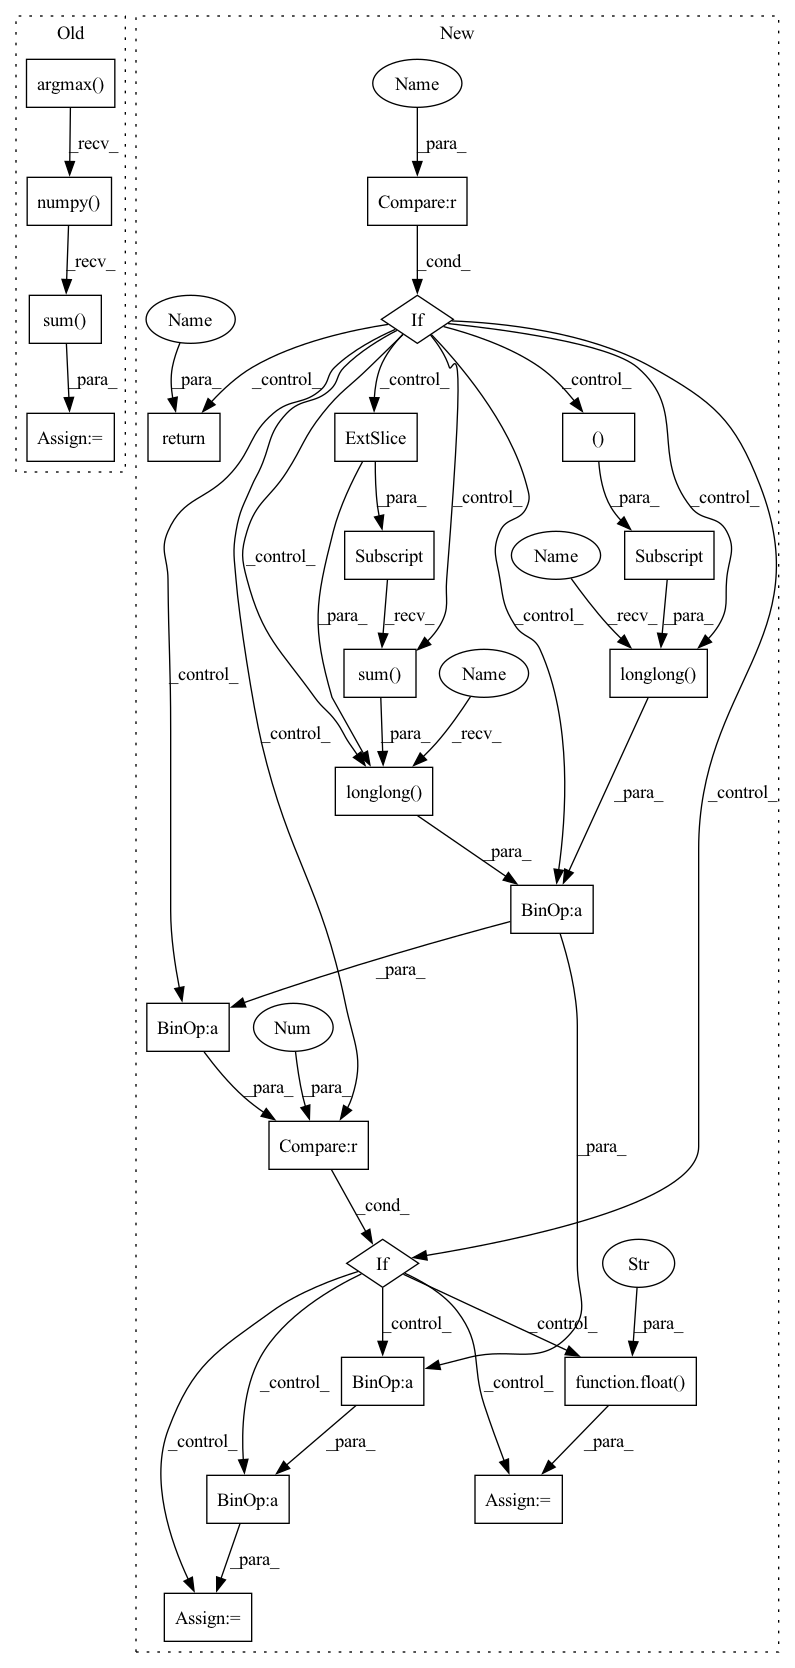 Old
New
argmax()
Name
_recv_
_para_
numpy()
Compare:r
_recv_
_cond_
sum()
Name
If
_para_
_para_
_control_
_control_
_control_
Assign:=
return
ExtSlice
()
_para_
_control_
_para_
_control_
Name
Subscript
Subscript
_control_
_para_
_recv_
_control_
_recv_
_para_
_control_
sum()
Name
longlong()
_control_
_para_
_recv_
longlong()
_para_
_control_
_para_
BinOp:a
_para_
BinOp:a
Num
_para_
_para_
Compare:r
_para_
_cond_
If
Str
_control_
_control_
_para_
BinOp:a
function.float()
_control_
_control_
_control_
_para_
_para_
BinOp:a
Assign:=
_para_
Assign:=